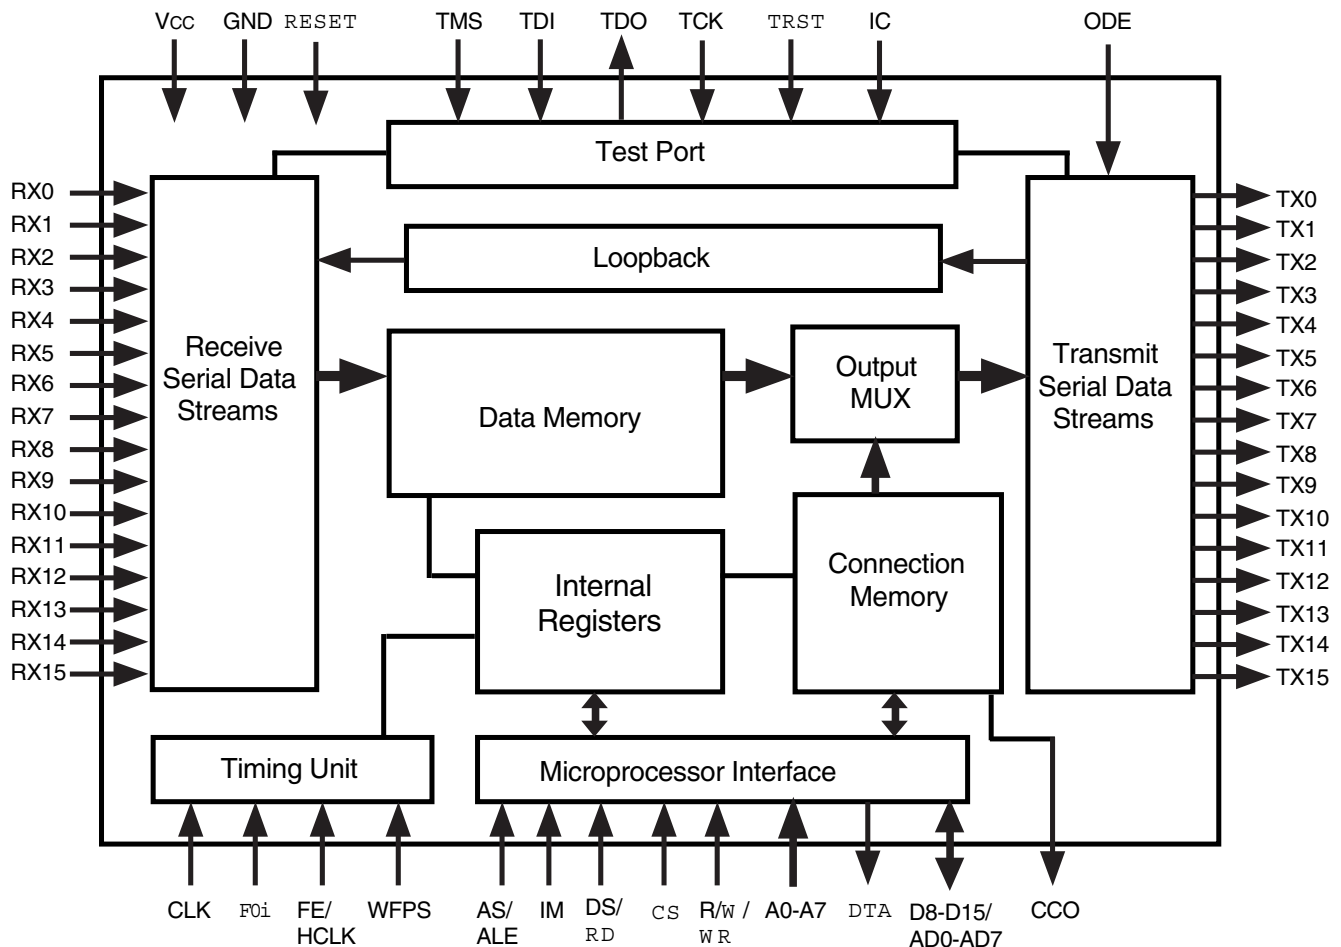 VCC GND RESET TMS TDI TDO TCK TRST IC ODE
Test Port
RX0
RX1
RX2
RX3
RX4
RX5
RX6
RX7
RX8
RX9
RX10
RX11
RX12
RX13
RX14
RX15
Receive
Serial Data
Streams
Loopback
Data Memory
Output
MUX
Internal
Registers
Connection
Memory
Transmit
Serial Data
Streams
TX0
TX1
TX2
TX3
TX4
TX5
TX6
TX7
TX8
TX9
TX10
TX11
TX12
TX13
TX14
TX15
Timing Unit
Microprocessor Interface
CLK
F0i
FE/
HCLK
WFPS
AS/
ALE
IM
DS/
RD
CS
R/W /
WR
A0-A7
DTA
D8-D15/
AD0-AD7
CCO